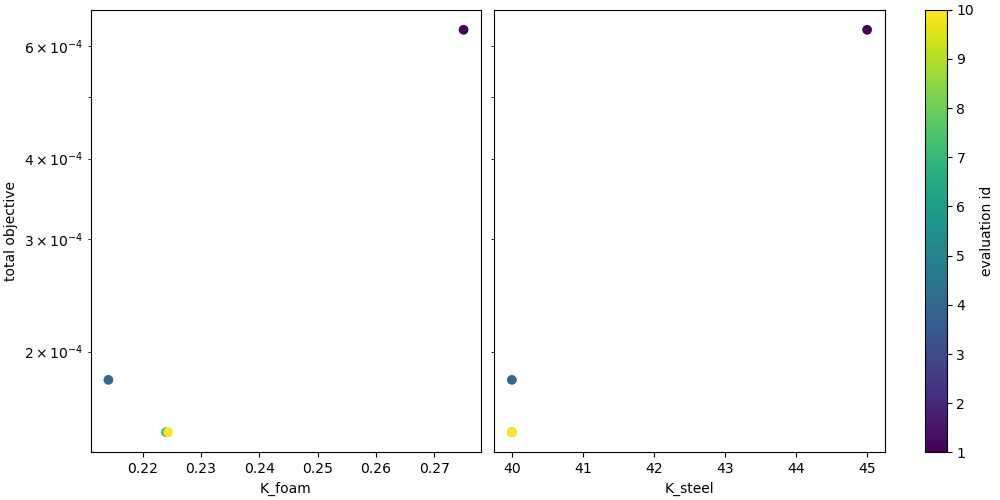 total objective
6 × 10⁻⁴
4 × 10⁻⁴
3 × 10⁻⁴
2 × 10⁻⁴
0.22 0.23 0.24 0.25 0.26 0.27
K_foam
40 41 42 43 44 45
K_steel
10
9
8
7
6
5
4
3
2
1
evaluation id